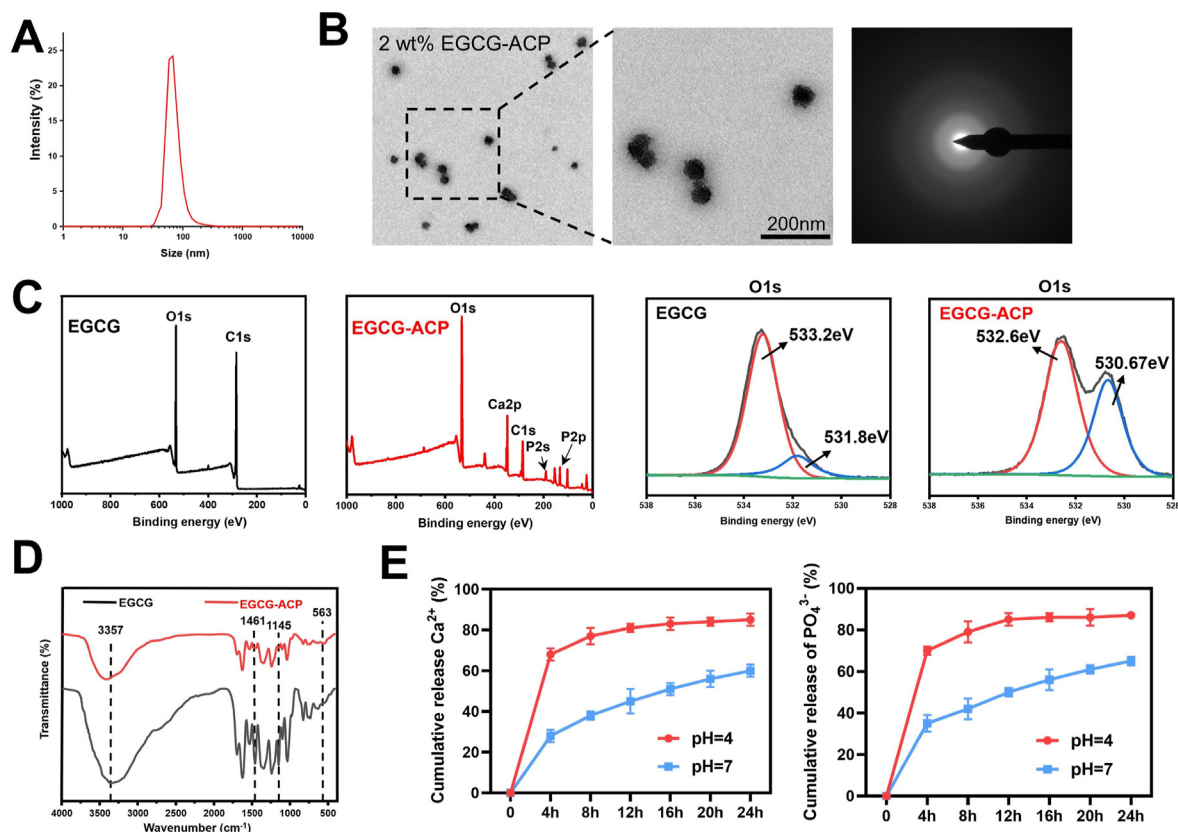 A
25
20
15
10
5
0
Intensity (%)
1 10 100 1000 10000
Size (nm)
B
2 wt% EGCG-ACP
200nm
C
EGCG
O1s
C1s
1000 800 600 400 200 0
Binding energy (eV)
EGCG-ACP
O1s
Ca2p
C1s
P2s
P2p
1000 800 600 400 200 0
Binding energy (eV)
O1s
EGCG
533.2eV
531.8eV
538 536 534 532 530 528
Binding energy (eV)
O1s
EGCG-ACP
532.6eV
530.67eV
538 536 534 532 530 528
Binding energy (eV)
D
EGCG
EGCG-ACP
3357
1461
1145
563
Transmittance (%)
4000 3500 3000 2500 2000 1500 1000 500
Wavenumber (cm⁻¹)
E
Cumulative release Ca²⁺ (%)
100
80
60
40
20
0
pH=4
pH=7
0 4h 8h 12h 16h 20h 24h
Cumulative release of PO₄³⁻ (%)
100
80
60
40
20
0
pH=4
pH=7
0 4h 8h 12h 16h 20h 24h